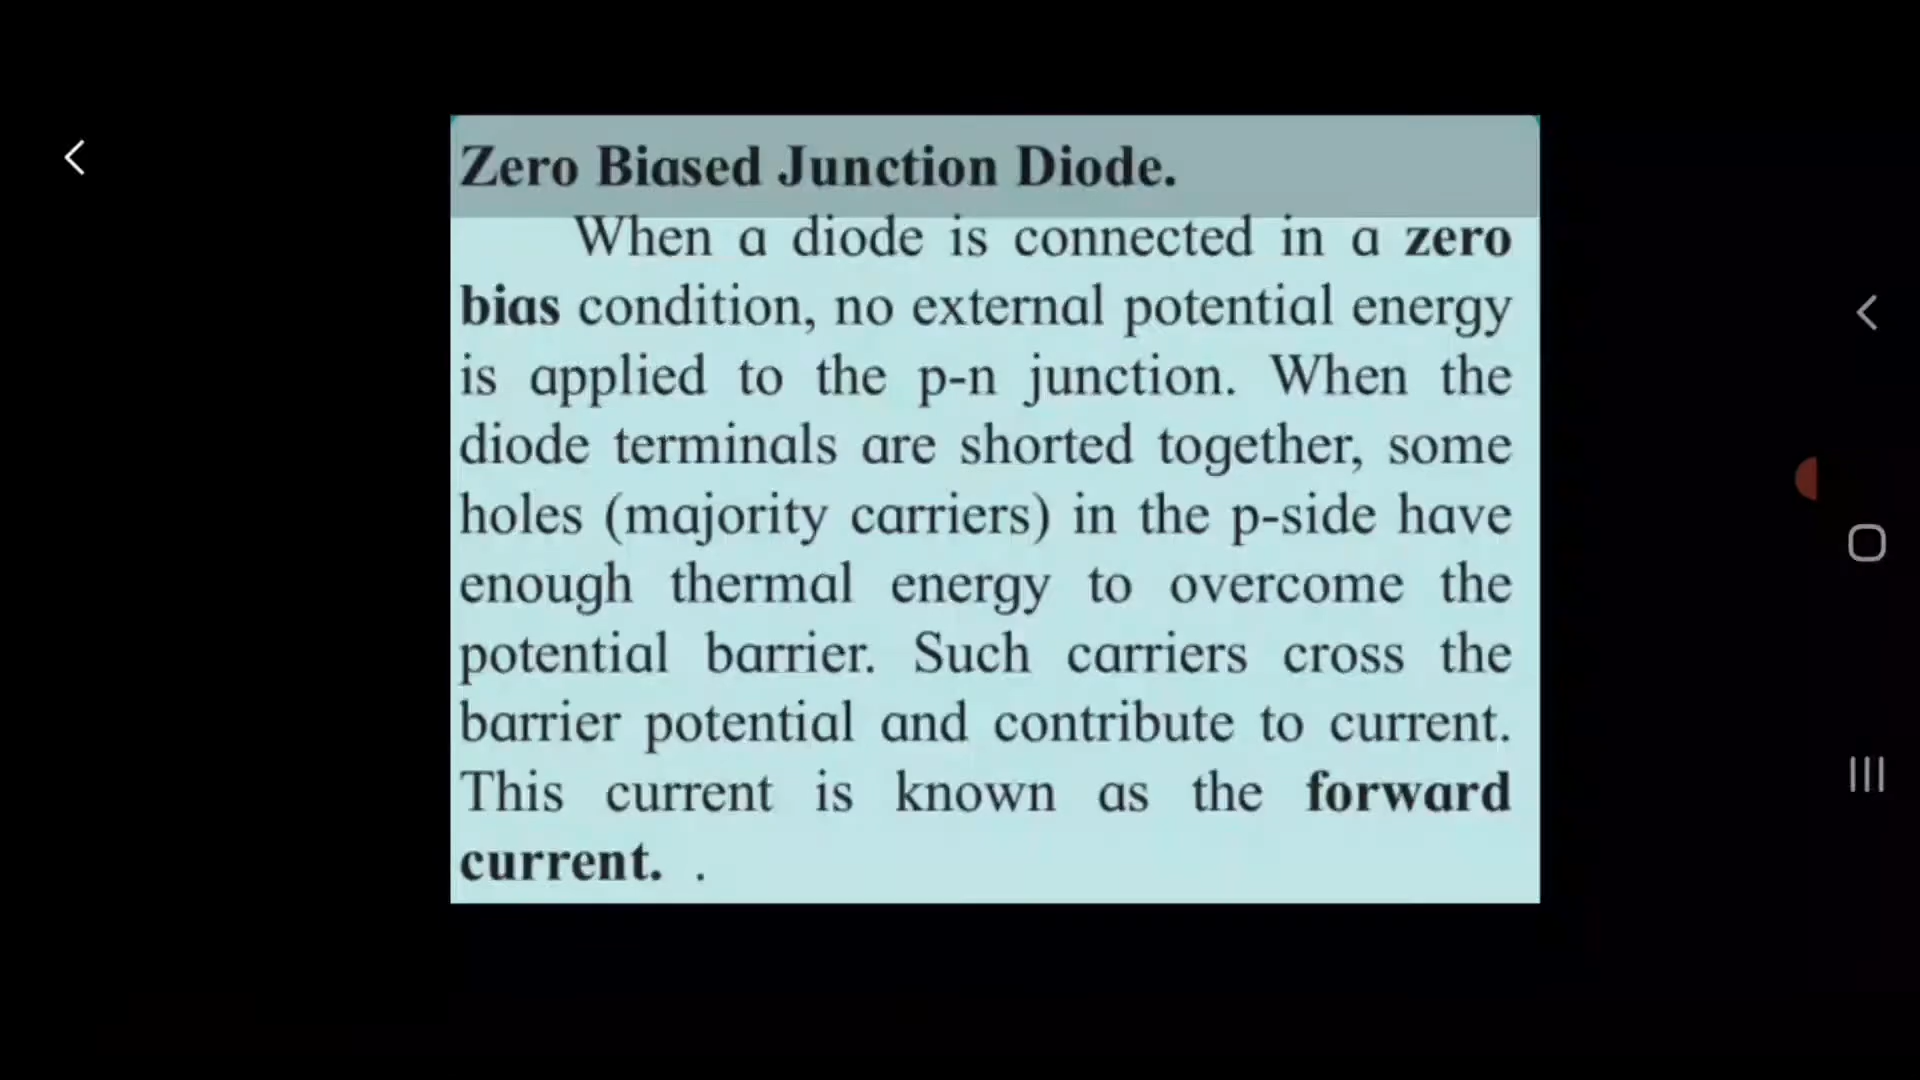 Zero Biased Junction Diode.
When a diode is connected in a zero
bias condition, no external potential energy
is applied to the p-n junction. When the
diode terminals are shorted together, some
holes (majority carriers) in the p-side have
enough thermal energy to overcome the
potential barrier. Such carriers cross the
barrier potential and contribute to current.
This current is known as the forward
current. .